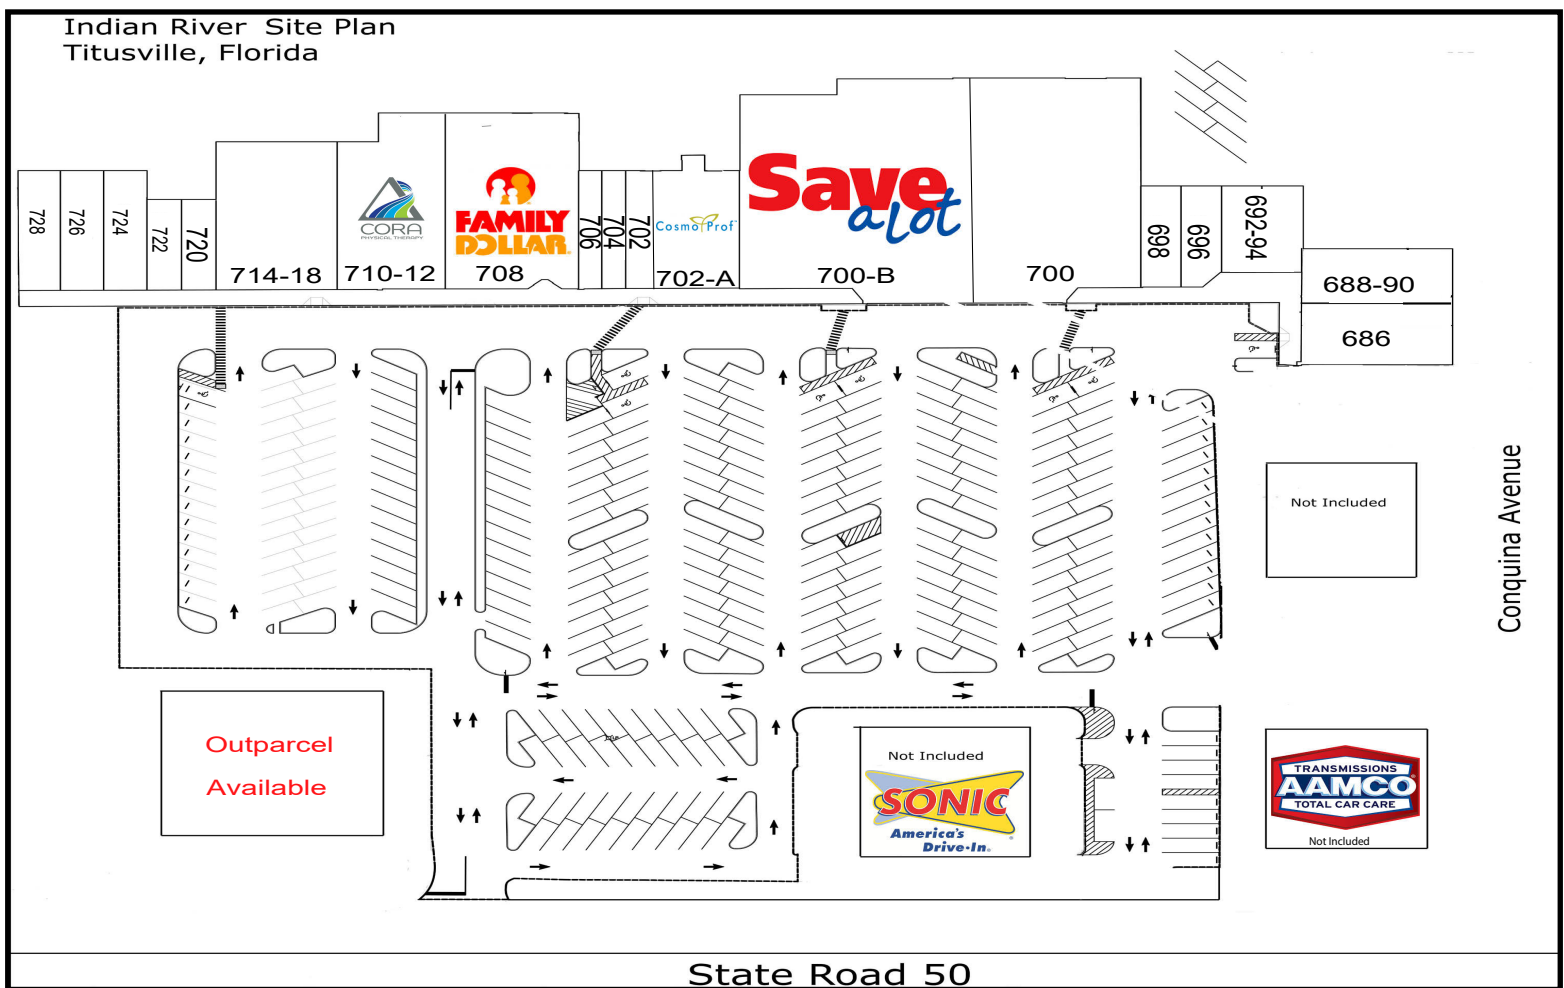 Indian River Site Plan
Titusville, Florida
728
726
724
722
720
714-18
CORA
PHYSICAL THERAPY
710-12
FAMILY
DOLLAR
708
706
704
702
CosmoProf
702-A
Save
a lot
700-B
700
698
696
692-94
688-90
686
Not Included
Conquina Avenue
Outparcel
Available
Not Included
SONIC
America's
Drive-In.
TRANSMISSIONS
AAMCO
TOTAL CAR CARE
Not Included
State Road 50